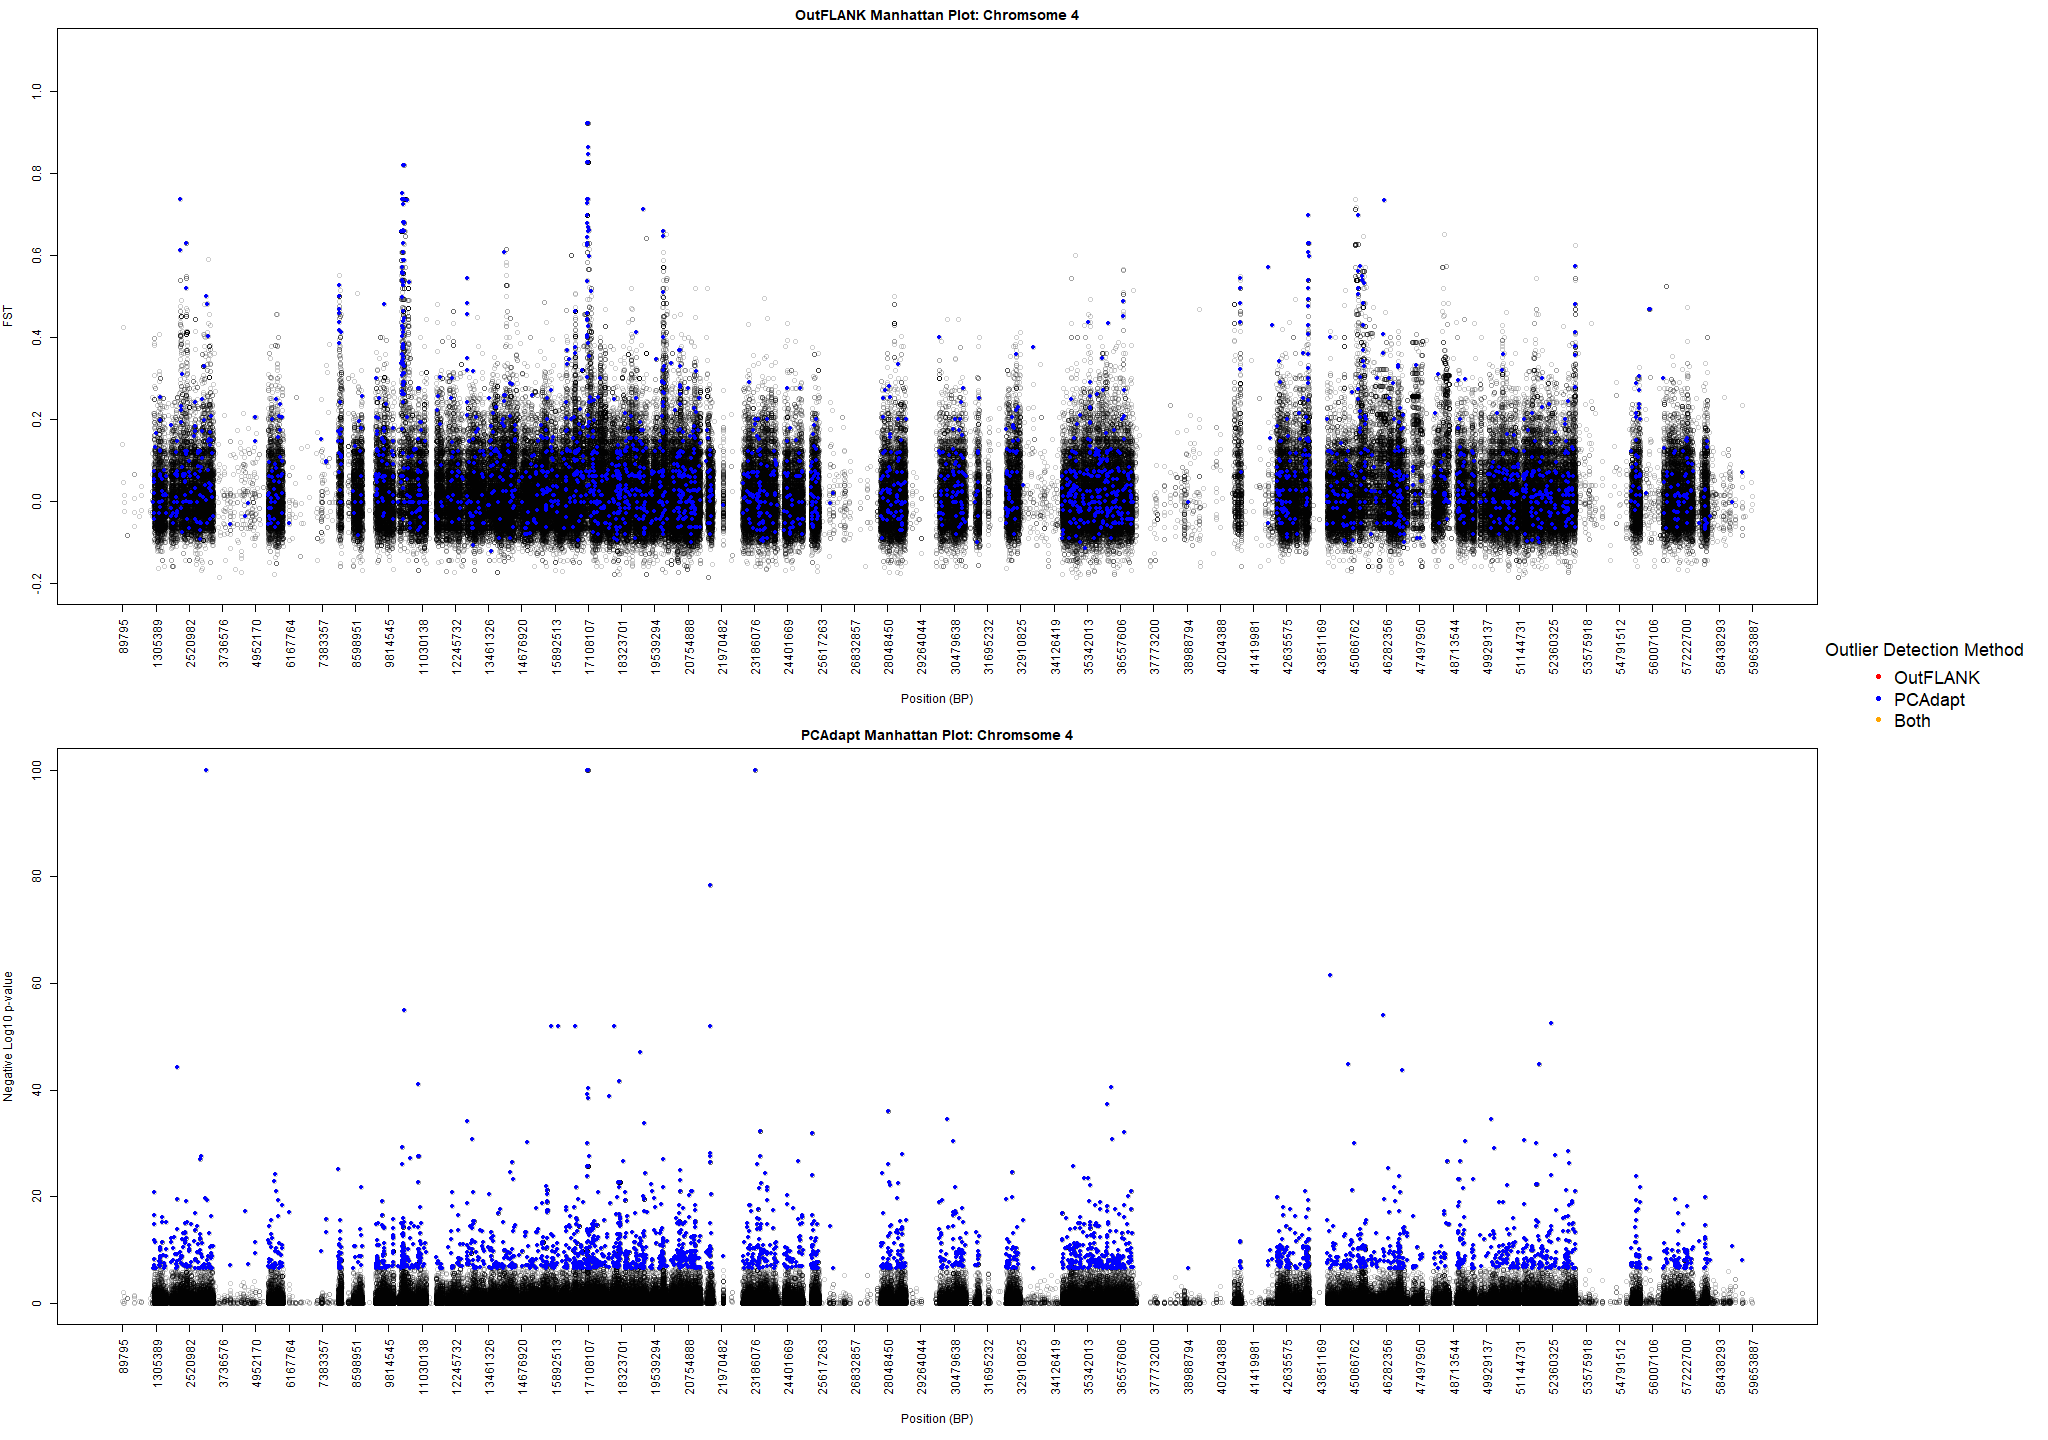 OutFLANK Manhattan Plot: Chromsome 4
FST
1.0
0.8
0.6
0.4
0.2
0.0
-0.2
89795 1305389 2520982 3736576 4952170 6167764 7383357 8598951 9814545 11030138 12245732 13461326 14676920 15892513 17108107 18323701 19539294 20754888 21970482 23186076 24401669 25617263 26832857 28048450 29264044 30479638 31695232 32910825 34126419 35342013 36557606 37773200 38988794 40204388 41419981 42635575 43851169 45066762 46282356 47497950 48713544 49929137 51144731 52360325 53575918 54791512 56007106 57222700 58438293 59653887
Position (BP)
Outlier Detection Method
OutFLANK
PCAdapt
Both
PCAdapt Manhattan Plot: Chromsome 4
Negative Log10 p-value
100
80
60
40
20
0
89795 1305389 2520982 3736576 4952170 6167764 7383357 8598951 9814545 11030138 12245732 13461326 14676920 15892513 17108107 18323701 19539294 20754888 21970482 23186076 24401669 25617263 26832857 28048450 29264044 30479638 31695232 32910825 34126419 35342013 36557606 37773200 38988794 40204388 41419981 42635575 43851169 45066762 46282356 47497950 48713544 49929137 51144731 52360325 53575918 54791512 56007106 57222700 58438293 59653887
Position (BP)